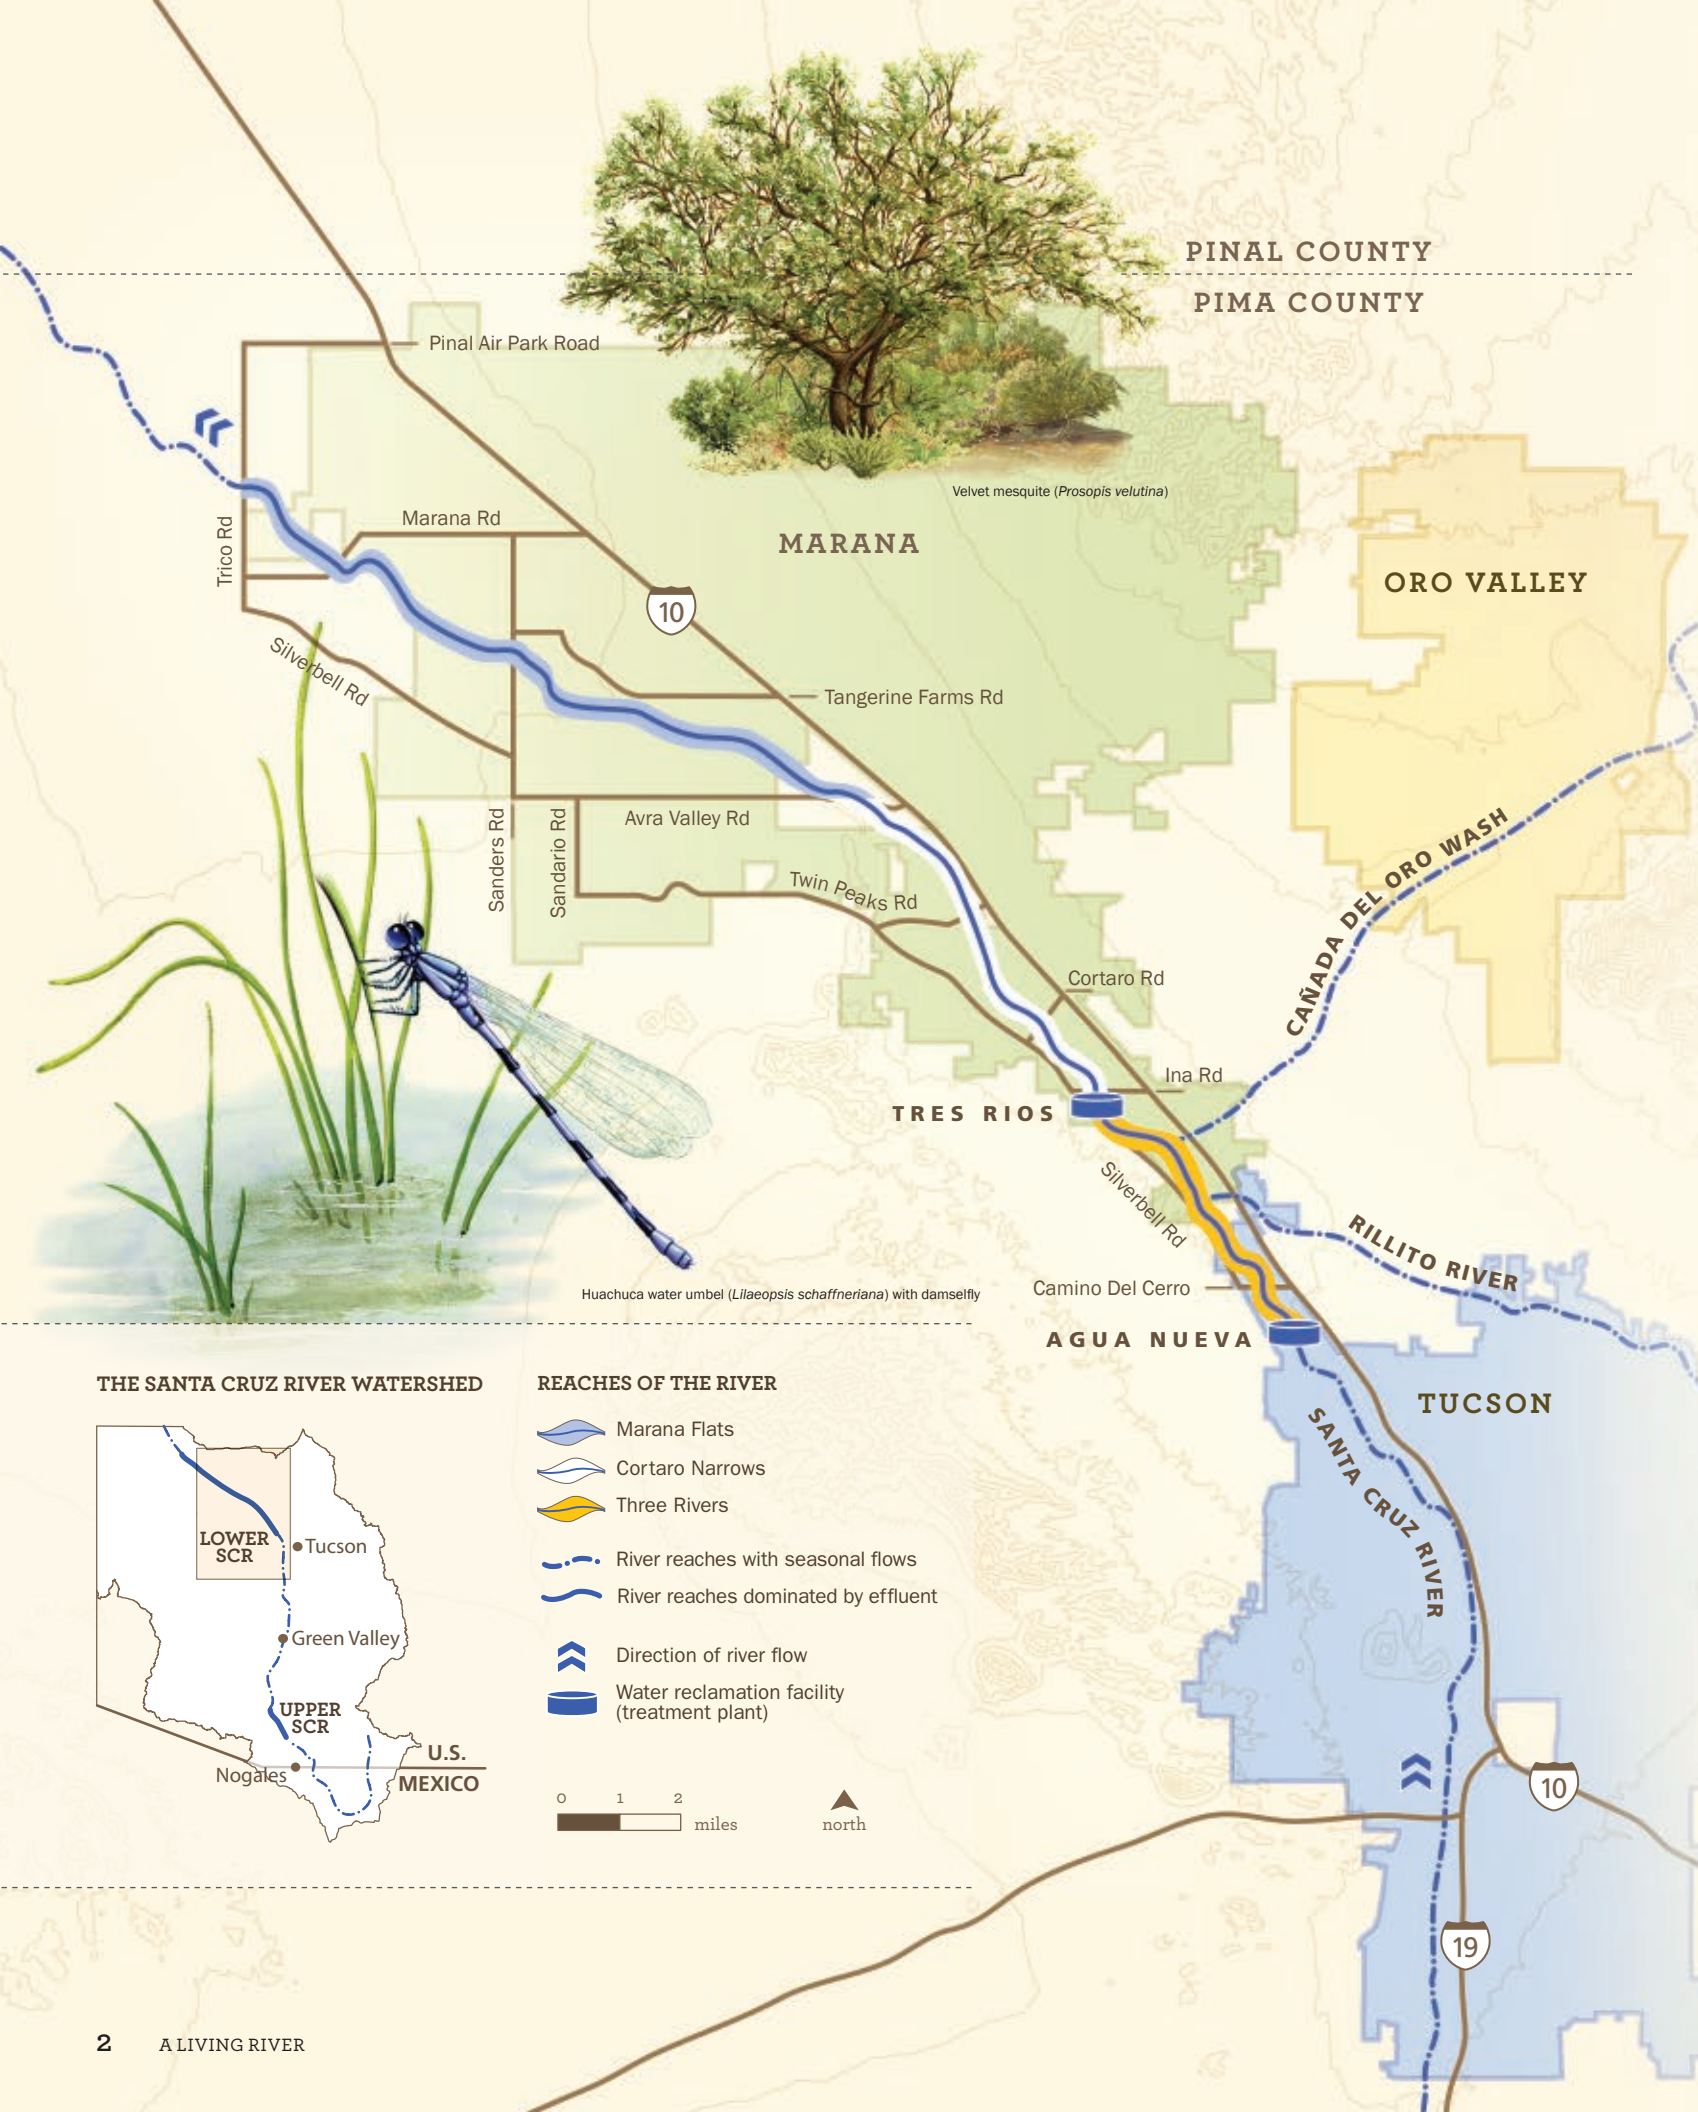 PINAL COUNTY
PIMA COUNTY
Pinal Air Park Road
Velvet mesquite (Prosopis velutina)
Marana Rd
MARANA
Trico Rd
ORO VALLEY
10
Silverbell Rd
Tangerine Farms Rd
Avra Valley Rd
Sanders Rd
Sandario Rd
Twin Peaks Rd
CAÑADA DEL ORO WASH
Cortaro Rd
Ina Rd
TRES RIOS
Silverbell Rd
RILLITO RIVER
Camino Del Cerro
Huachuca water umbel (Lilaeopsis schaffneriana) with damselfly
AGUA NUEVA
TUCSON
SANTA CRUZ RIVER
10
19
THE SANTA CRUZ RIVER WATERSHED
LOWER
SCR
Tucson
Green Valley
UPPER
SCR
U.S.
Nogales
MEXICO
REACHES OF THE RIVER
Marana Flats
Cortaro Narrows
Three Rivers
River reaches with seasonal flows
River reaches dominated by effluent
Direction of river flow
Water reclamation facility
(treatment plant)
0 1 2
miles
north
2 A LIVING RIVER